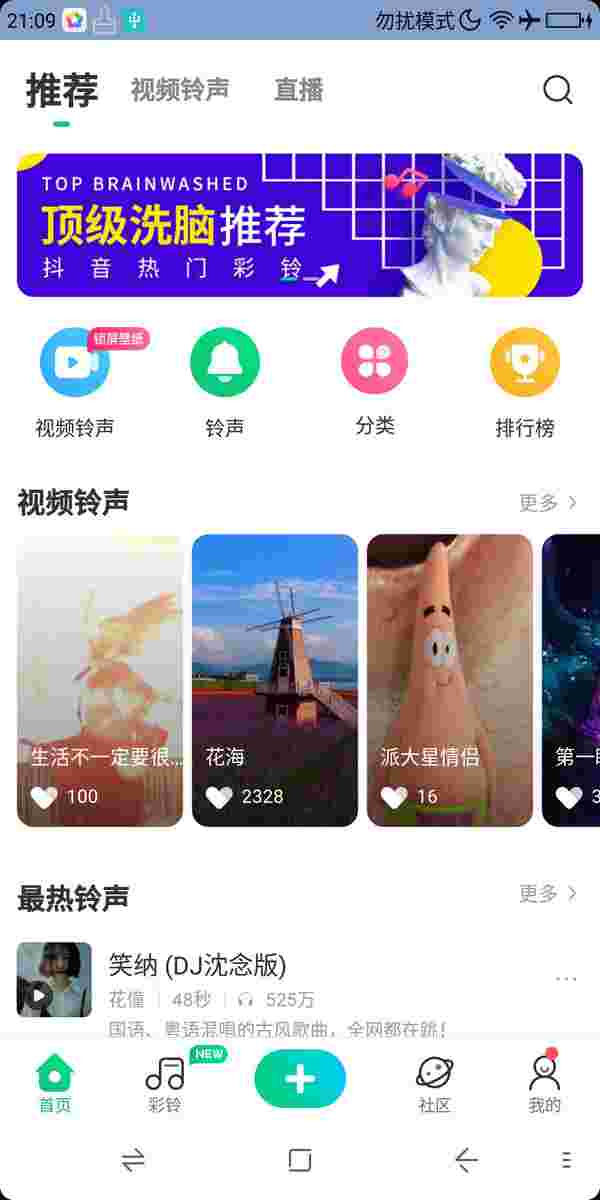 21:09
勿扰模式
推荐
视频铃声
直播
TOP BRAINWASHED
顶级洗脑推荐
抖音热门彩铃
锁屏壁纸
视频铃声
铃声
分类
排行榜
视频铃声
更多
生活不一定要很...
花海
派大星情侣
第一
100
2328
16
3
最热铃声
更多
笑纳 (DJ沈念版)
花僮
48秒
525万
国语、粤语混唱的古风歌曲，全网都在跳！
NEW
首页
彩铃
社区
我的